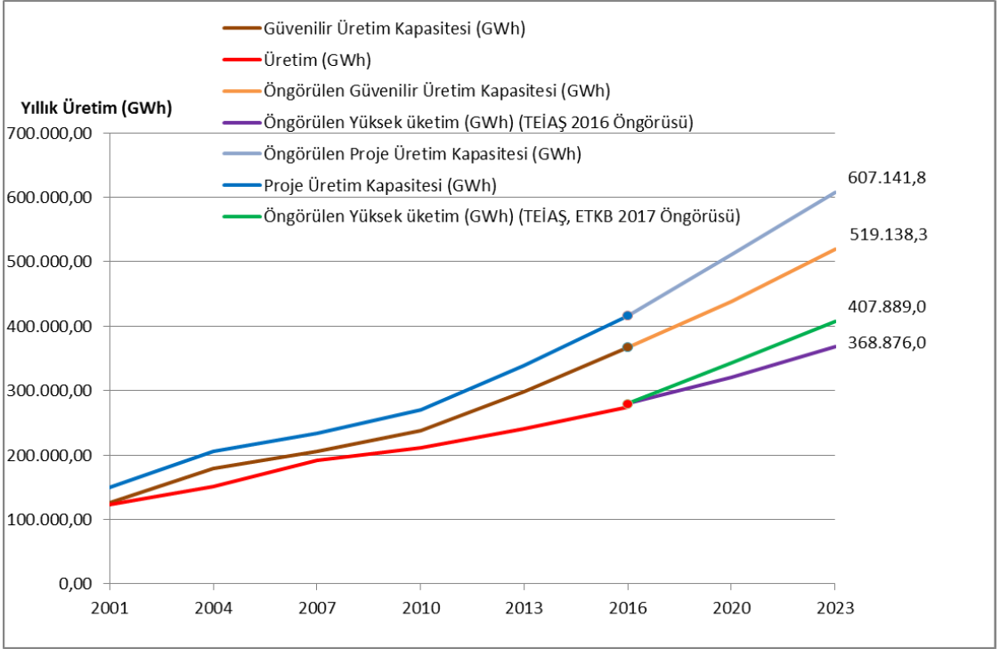 Güvenilir Üretim Kapasitesi (GWh)
Üretim (GWh)
Öngörülen Güvenilir Üretim Kapasitesi (GWh)
Öngörülen Yüksek üketim (GWh) (TEİAŞ 2016 Öngörüsü)
Öngörülen Proje Üretim Kapasitesi (GWh)
Proje Üretim Kapasitesi (GWh)
Öngörülen Yüksek üketim (GWh) (TEİAŞ, ETKB 2017 Öngörüsü)
Yıllık Üretim (GWh)
700.000,00
600.000,00
500.000,00
400.000,00
300.000,00
200.000,00
100.000,00
0,00
607.141,8
519.138,3
407.889,0
368.876,0
2001 2004 2007 2010 2013 2016 2020 2023